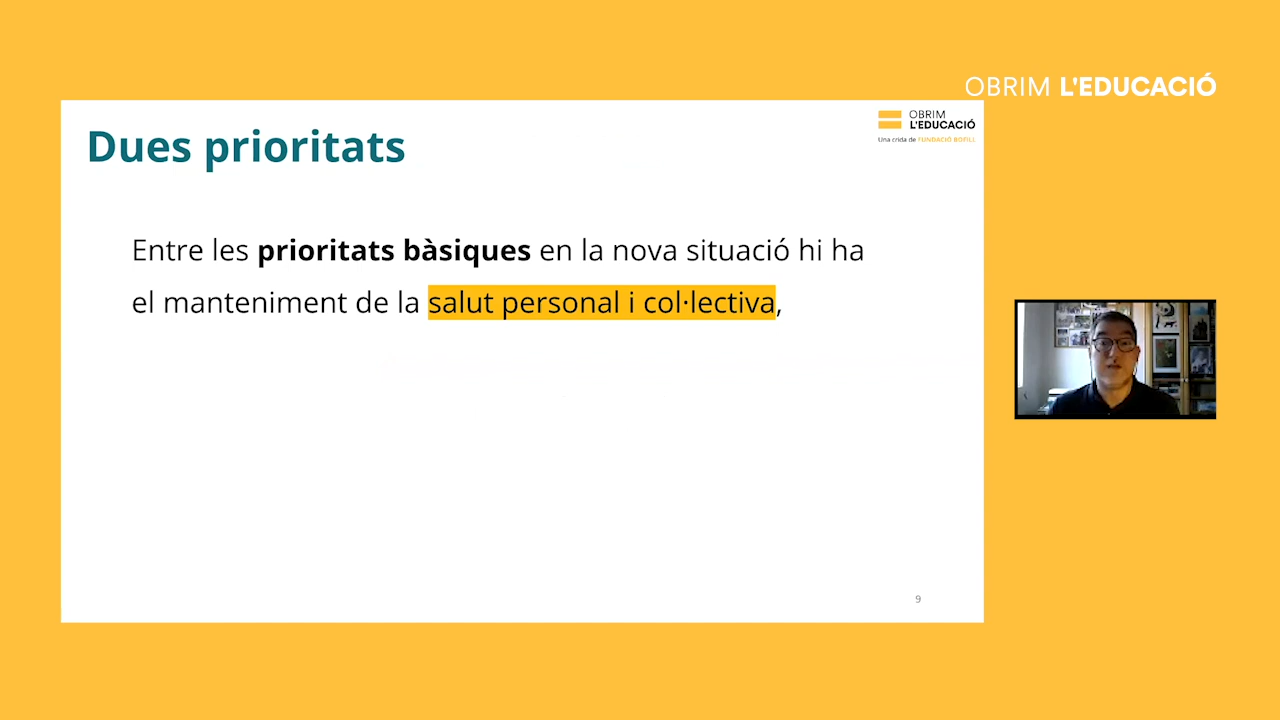 OBRIM L'EDUCACIÓ
OBRIM
L'EDUCACIÓ
Una crida de FUNDACIÓ BOFILL
Dues prioritats
Entre les prioritats bàsiques en la nova situació hi ha
el manteniment de la salut personal i col·lectiva,
9